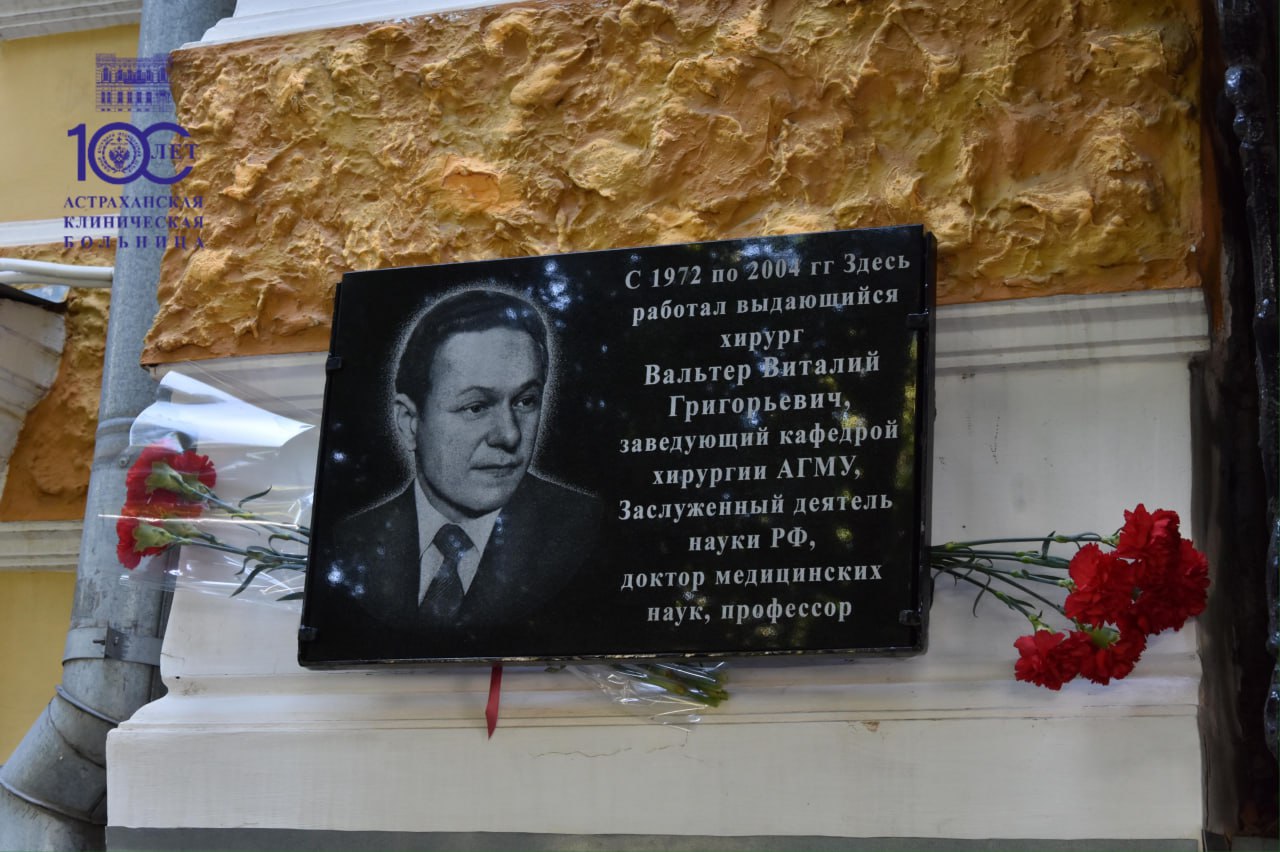 100 ЛЕТ
АСТРАХАНСКАЯ
КЛИНИЧЕСКАЯ
БОЛЬНИЦА
С 1972 по 2004 гг Здесь
работал выдающийся
хирург
Вальтер Виталий
Григорьевич,
заведующий кафедрой
хирургии АГМУ,
Заслуженный деятель
науки РФ,
доктор медицинских
наук, профессор